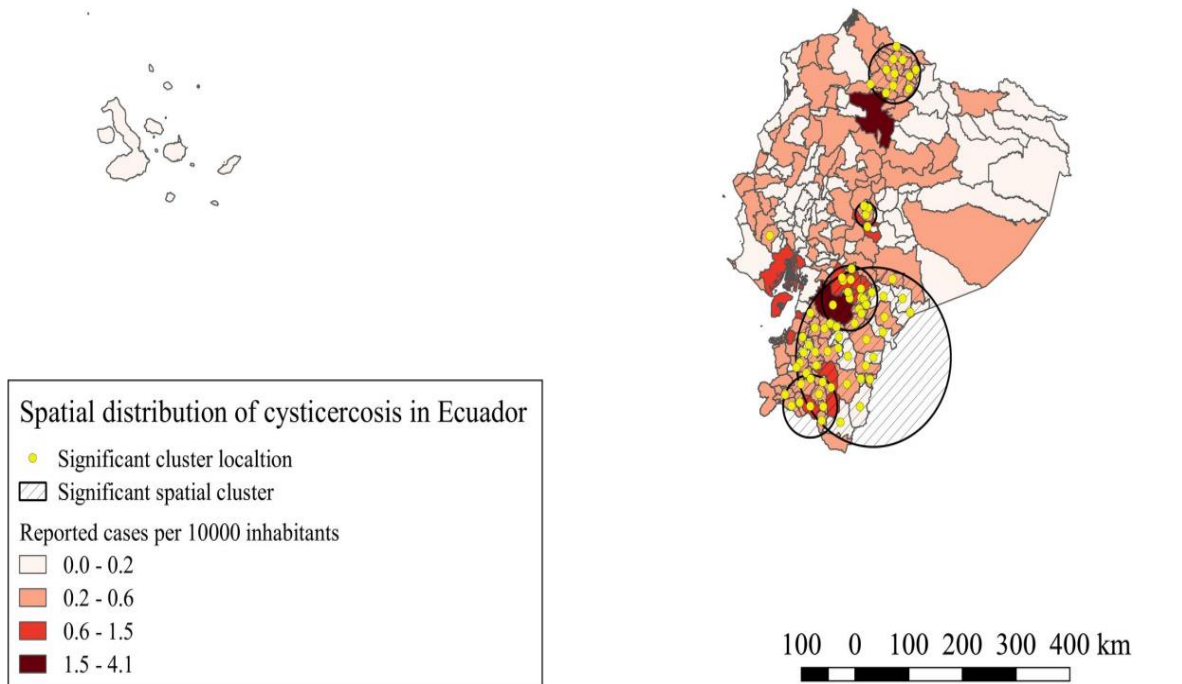 Spatial distribution of cysticercosis in Ecuador
Significant cluster localtion
Significant spatial cluster
Reported cases per 10000 inhabitants
0.0 - 0.2
0.2 - 0.6
0.6 - 1.5
1.5 - 4.1
100 0 100 200 300 400 km